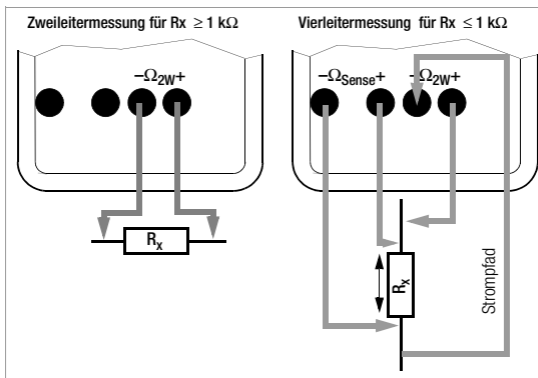 Zweileitermessung für Rx ≥ 1 kΩ
−Ω2W+
Rx
Vierleitermessung für Rx ≤ 1 kΩ
−ΩSense+ −Ω2W+
Rx
Strompfad